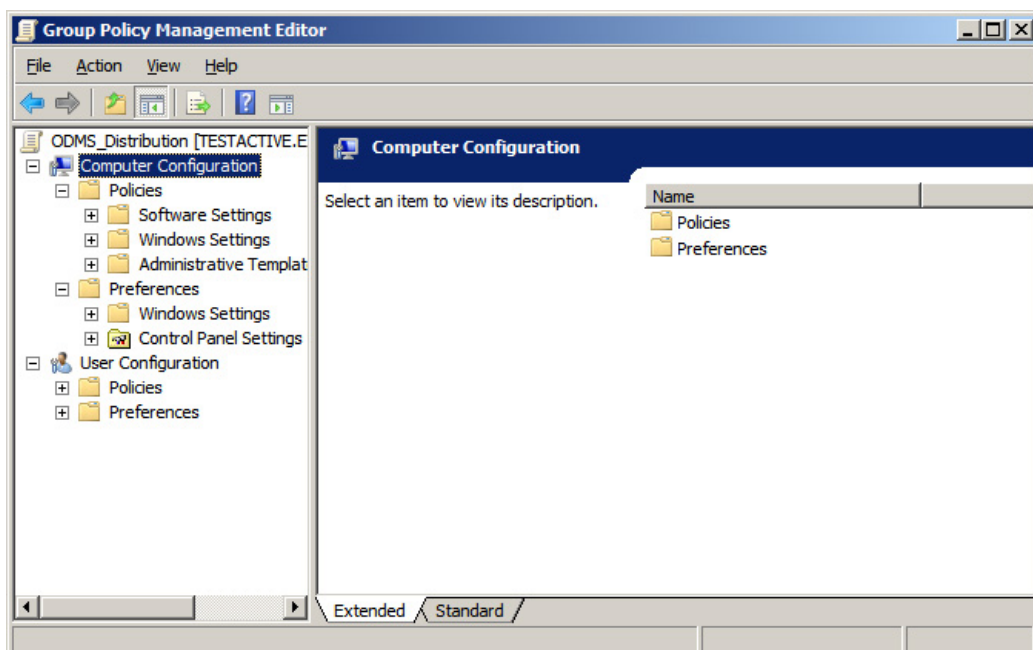 Group Policy Management Editor
File Action View Help
ODMS_Distribution [TESTACTIVE.E
Computer Configuration
Policies
Software Settings
Windows Settings
Administrative Templat
Preferences
Windows Settings
Control Panel Settings
User Configuration
Policies
Preferences
Computer Configuration
Select an item to view its description.
Name
Policies
Preferences
Extended Standard